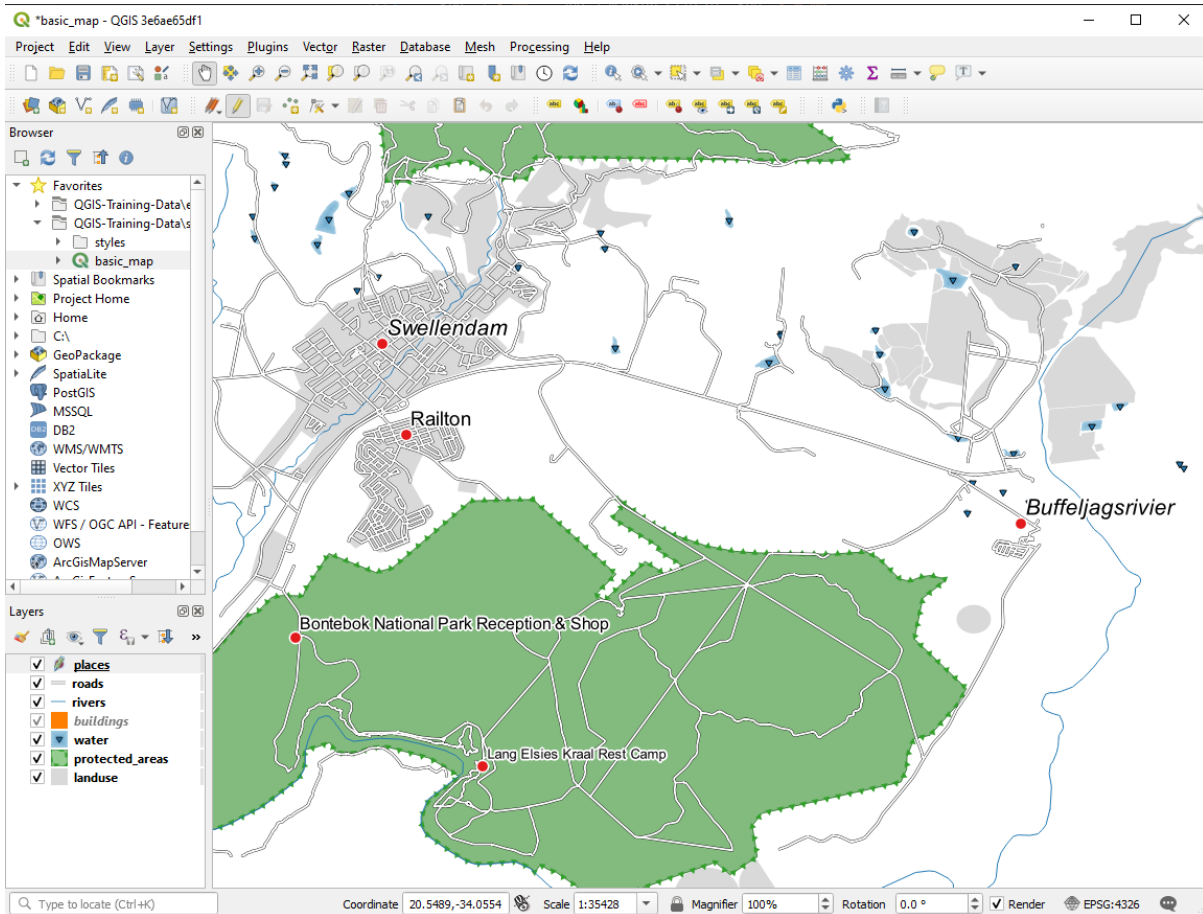 *basic_map - QGIS 3e6ae65df1
Project Edit View Layer Settings Plugins Vector Raster Database Mesh Processing Help
Browser
Favorites
QGIS-Training-Data\e
QGIS-Training-Data\s
styles
basic_map
Spatial Bookmarks
Project Home
Home
C:\
GeoPackage
SpatiaLite
PostGIS
MSSQL
DB2
WMS/WMTS
Vector Tiles
XYZ Tiles
WCS
WFS / OGC API - Feature
OWS
ArcGisMapServer
Layers
places
roads
rivers
buildings
water
protected_areas
landuse
Swellendam
Railton
Buffeljagsrivier
Bontebok National Park Reception & Shop
Lang Elsies Kraal Rest Camp
Type to locate (Ctrl+K) Coordinate 20.5489,-34.0554 Scale 1:35428 Magnifier 100% Rotation 0.0 ° Render EPSG:4326